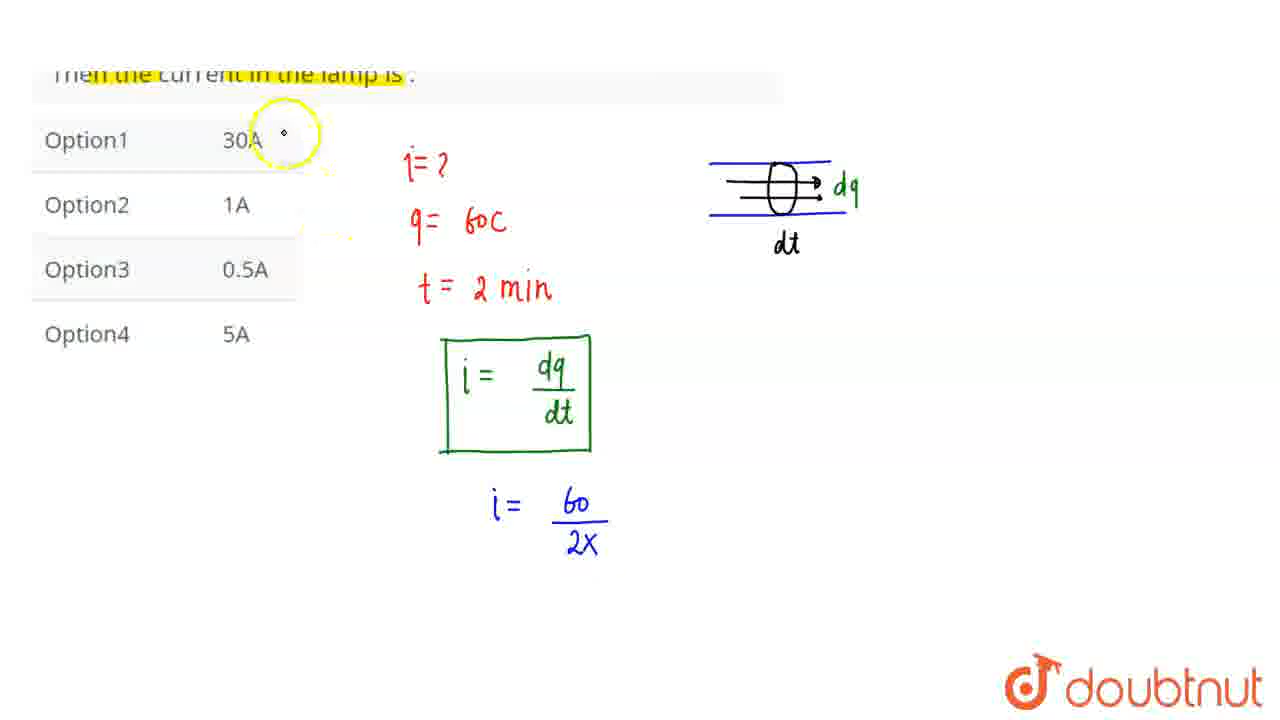 Then the current in the lamp is :
Option1 30A
Option2 1A
Option3 0.5A
Option4 5A
i= ?
q= 60C
t= 2 min
i= dq
dt
i= 60
2x
dq
dt
doubtnut